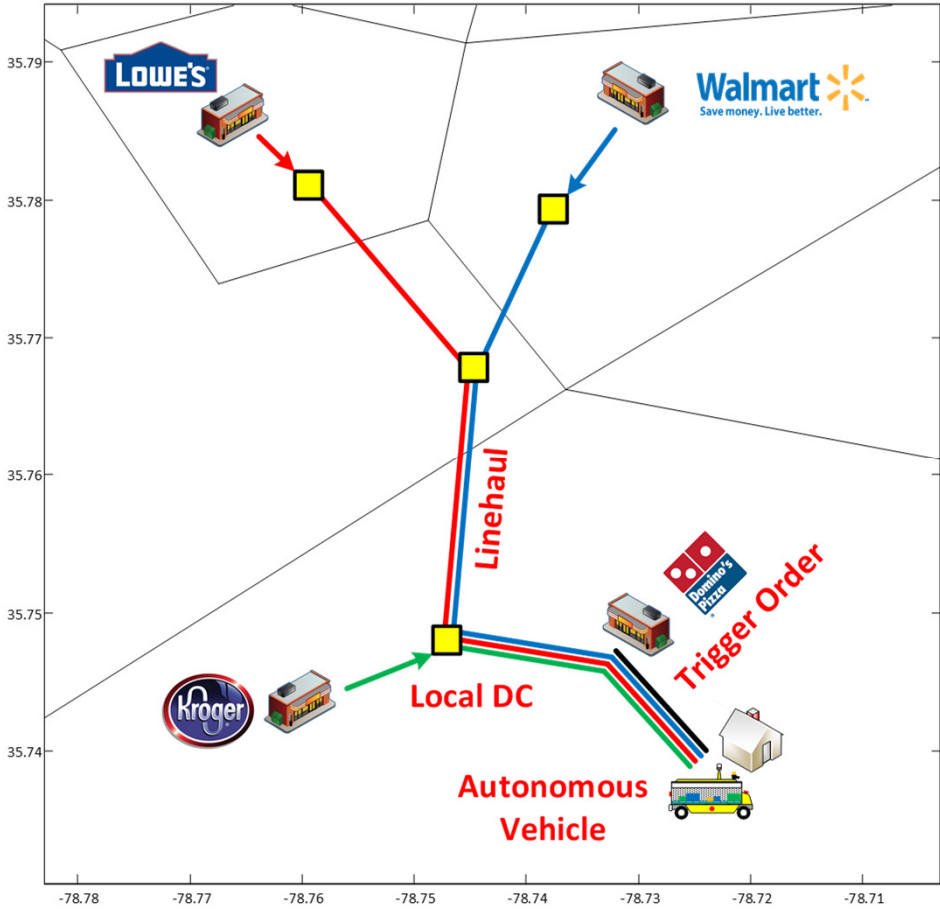 35.79
LOWE'S
Walmart
Save money. Live better.
35.78
35.77
35.76
Linehaul
Domino's
Pizza
Trigger Order
35.75
Kroger
Local DC
35.74
Autonomous
Vehicle
-78.78
-78.77
-78.76
-78.75
-78.74
-78.73
-78.72
-78.71